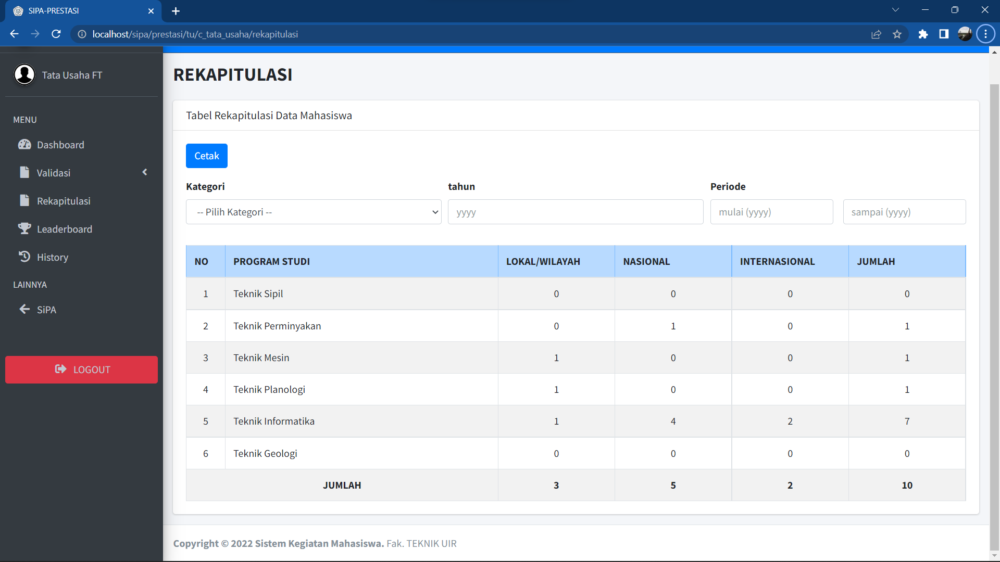 SIPA-PRESTASI
localhost/sipa/prestasi/tu/c_tata_usaha/rekapitulasi
Tata Usaha FT
MENU
Dashboard
Validasi
Rekapitulasi
Leaderboard
History
LAINNYA
SiPA
LOGOUT
REKAPITULASI
Tabel Rekapitulasi Data Mahasiswa
Cetak
Kategori tahun Periode
-- Pilih Kategori -- yyyy mulai (yyyy) sampai (yyyy)
NO PROGRAM STUDI LOKAL/WILAYAH NASIONAL INTERNASIONAL JUMLAH
1 Teknik Sipil 0 0 0 0
2 Teknik Perminyakan 0 1 0 1
3 Teknik Mesin 1 0 0 1
4 Teknik Planologi 1 0 0 1
5 Teknik Informatika 1 4 2 7
6 Teknik Geologi 0 0 0 0
JUMLAH 3 5 2 10
Copyright © 2022 Sistem Kegiatan Mahasiswa. Fak. TEKNIK UIR